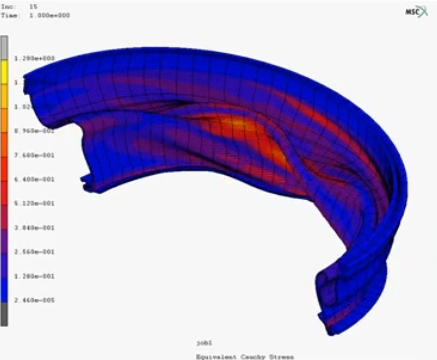 Inc: 15
Time: 1.000e+000
MSC
1.280e+000
8.960e-001
7.680e-001
6.400e-001
5.120e-001
3.840e-001
2.560e-001
1.280e-001
2.460e-005
job1
Equivalent Cauchy Stress